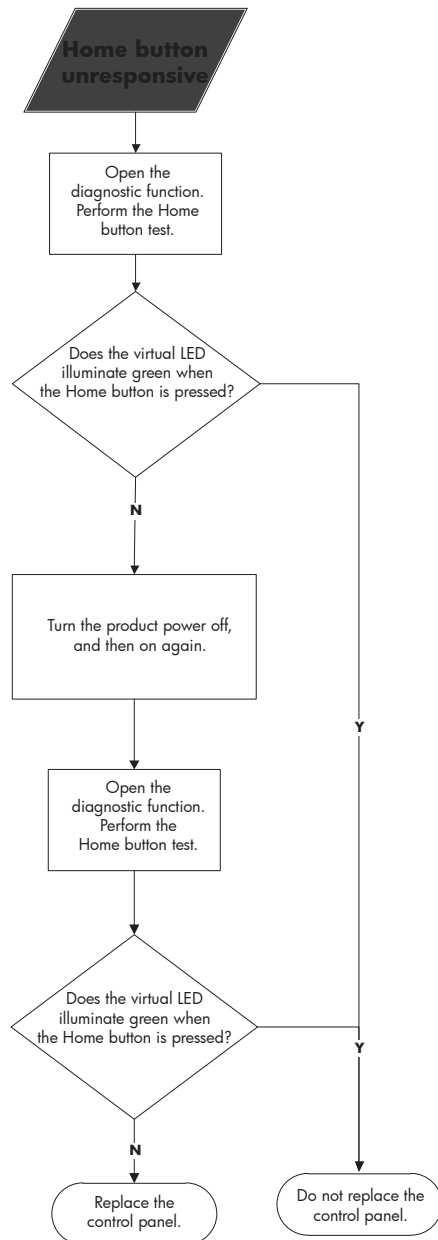 Home button
unresponsive
Open the
diagnostic function.
Perform the Home
button test.
Does the virtual LED
illuminate green when
the Home button is pressed?
N
Turn the product power off,
and then on again.
Y
Open the
diagnostic function.
Perform the
Home button test.
Does the virtual LED
illuminate green when
the Home button is pressed?
Y
N
Replace the
control panel.
Do not replace the
control panel.